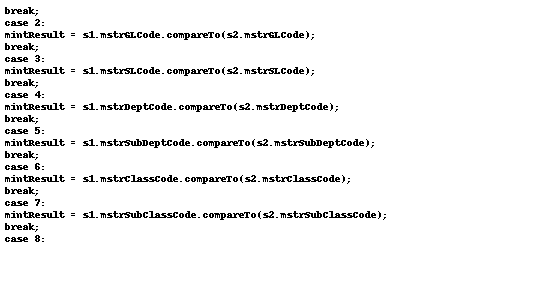 break;
case 2:
mintResult = s1.mstrGLCode.compareTo(s2.mstrGLCode);
break;
case 3:
mintResult = s1.mstrSLCode.compareTo(s2.mstrSLCode);
break;
case 4:
mintResult = s1.mstrDeptCode.compareTo(s2.mstrDeptCode);
break;
case 5:
mintResult = s1.mstrSubDeptCode.compareTo(s2.mstrSubDeptCode);
break;
case 6:
mintResult = s1.mstrClassCode.compareTo(s2.mstrClassCode);
break;
case 7:
mintResult = s1.mstrSubClassCode.compareTo(s2.mstrSubClassCode);
break;
case 8: